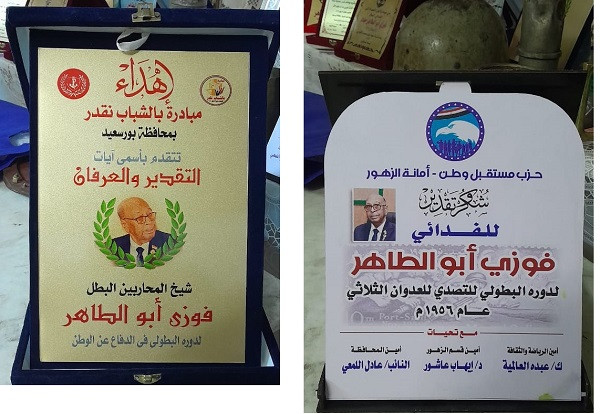 إهداء
مبادرة بالشباب نقدر
بمحافظة بورسعيد
تتقدم بأسمى آيات
التقدير والعرفان
شيخ المحاربين البطل
فوزى أبو الطاهر
لدوره البطولى فى الدفاع عن الوطن
حزب مستقبل وطن - أمانة الزهور
شكر وتقدير
للفدائي
فوزي أبو الطاهر
لدوره البطولي للتصدي للعدوان الثلاثي
عام ١٩٥٦ م
مع تحيات
أمين الرياضة والثقافة
ك/ عبده العالمية
أمين قسم الزهور
د/ إيهاب عاشور
أمين المحافظة
النائب/ عادل اللمعي